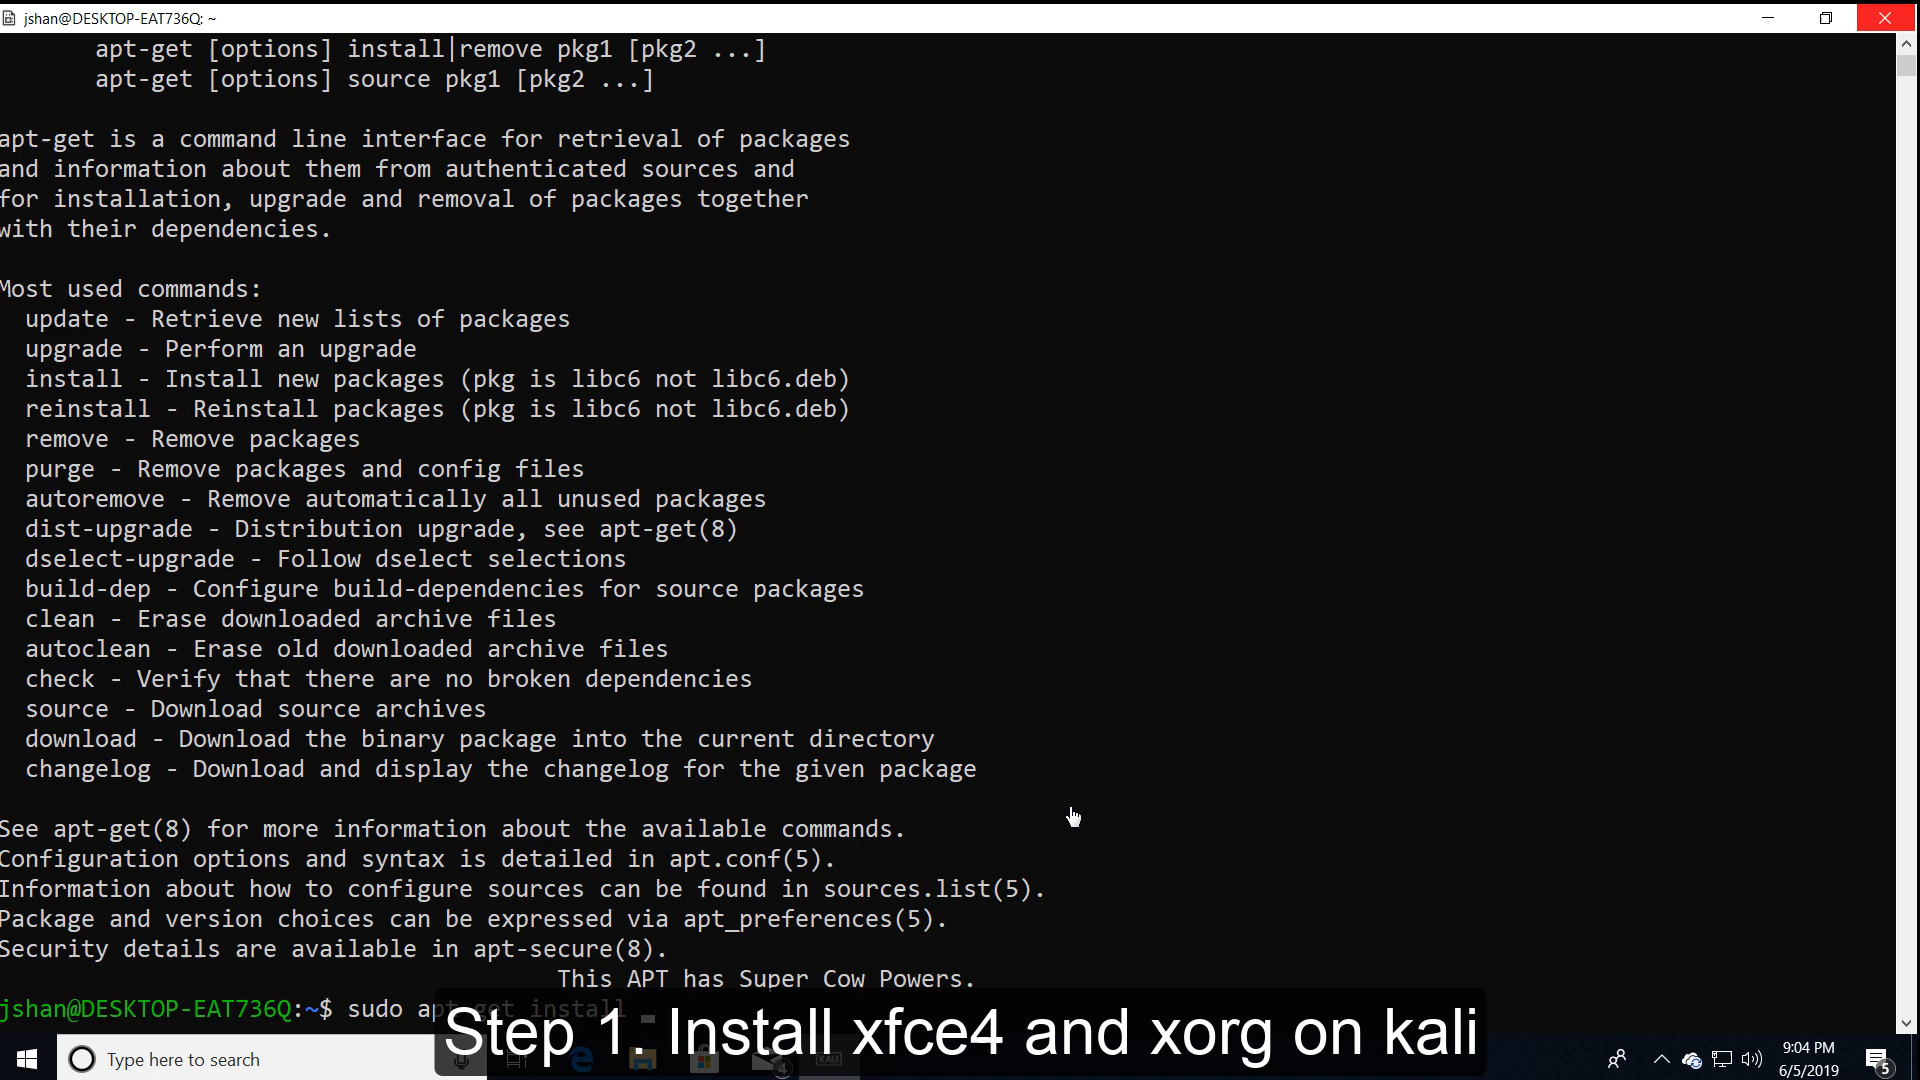 jshan@DESKTOP-EAT736Q: ~
apt-get [options] install|remove pkg1 [pkg2 ...]
apt-get [options] source pkg1 [pkg2 ...]
apt-get is a command line interface for retrieval of packages
and information about them from authenticated sources and
for installation, upgrade and removal of packages together
with their dependencies.
Most used commands:
update - Retrieve new lists of packages
upgrade - Perform an upgrade
install - Install new packages (pkg is libc6 not libc6.deb)
reinstall - Reinstall packages (pkg is libc6 not libc6.deb)
remove - Remove packages
purge - Remove packages and config files
autoremove - Remove automatically all unused packages
dist-upgrade - Distribution upgrade, see apt-get(8)
dselect-upgrade - Follow dselect selections
build-dep - Configure build-dependencies for source packages
clean - Erase downloaded archive files
autoclean - Erase old downloaded archive files
check - Verify that there are no broken dependencies
source - Download source archives
download - Download the binary package into the current directory
changelog - Download and display the changelog for the given package
See apt-get(8) for more information about the available commands.
Configuration options and syntax is detailed in apt.conf(5).
Information about how to configure sources can be found in sources.list(5).
Package and version choices can be expressed via apt_preferences(5).
Security details are available in apt-secure(8).
This APT has Super Cow Powers.
jshan@DESKTOP-EAT736Q:~$ sudo apt-get install
Step 1. Install xfce4 and xorg on kali
Type here to search
4
KALI
9:04 PM
6/5/2019
5